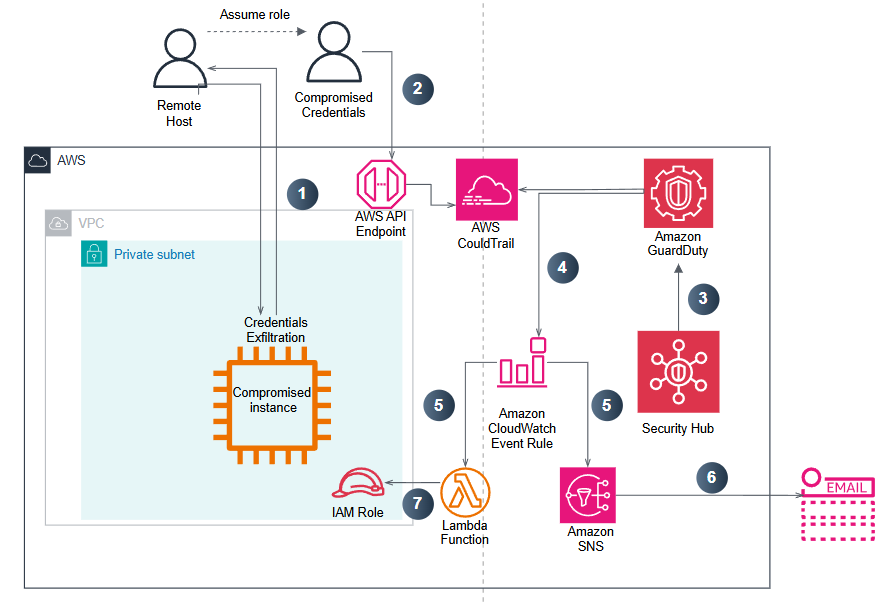 Assume role
Remote
Host
Compromised
Credentials
2
AWS
1
AWS API
Endpoint
AWS
CouldTrail
Amazon
GuardDuty
VPC
Private subnet
4
3
Credentials
Exfiltration
Compromised
instance
5
5
Amazon
CloudWatch
Event Rule
Security Hub
6
EMAIL
7
IAM Role
Lambda
Function
Amazon
SNS